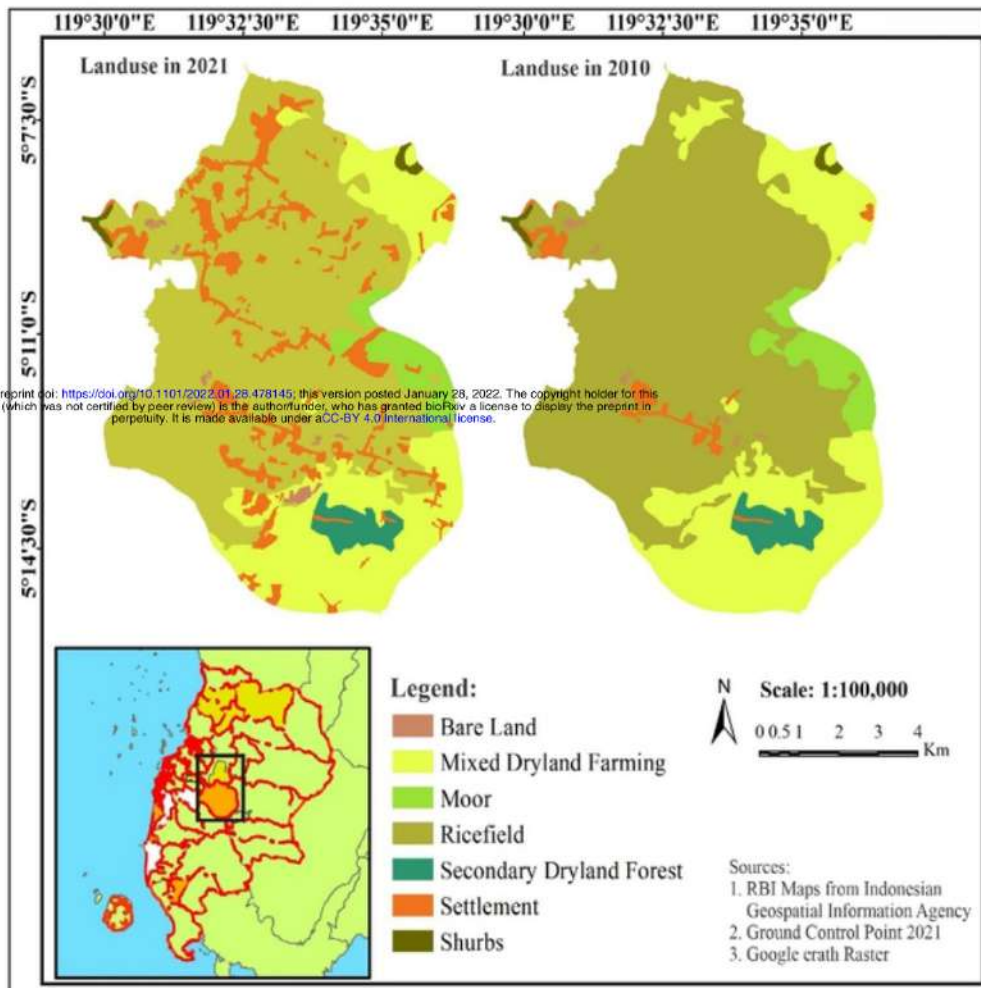 119°30'0"E 119°32'30"E 119°35'0"E 119°30'0"E 119°32'30"E 119°35'0"E
Landuse in 2021
Landuse in 2010
5°7'30"S
5°11'0"S
5°14'30"S
reprint doi: https://doi.org/10.1101/2022.01.28.478145; this version posted January 28, 2022. The copyright holder for this
(which was not certified by peer review) is the author/funder, who has granted bioRxiv a license to display the preprint in
perpetuity. It is made available under aCC-BY 4.0 International license.
Legend:
Bare Land
Mixed Dryland Farming
Moor
Ricefield
Secondary Dryland Forest
Settlement
Shurbs
N
Scale: 1:100,000
0 0.5 1 2 3 4
Km
Sources:
1. RBI Maps from Indonesian
Geospatial Information Agency
2. Ground Control Point 2021
3. Google erath Raster